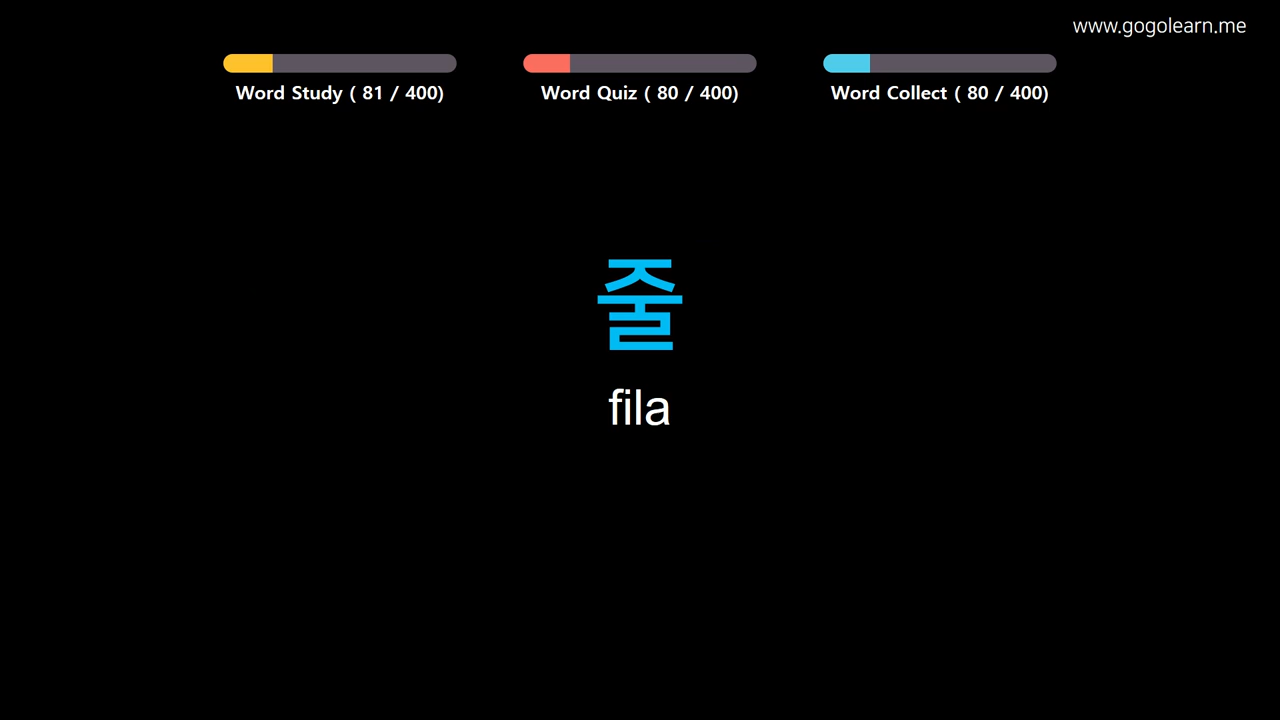 www.gogolearn.me
Word Study ( 81 / 400)
Word Quiz ( 80 / 400)
Word Collect ( 80 / 400)
줄
fila